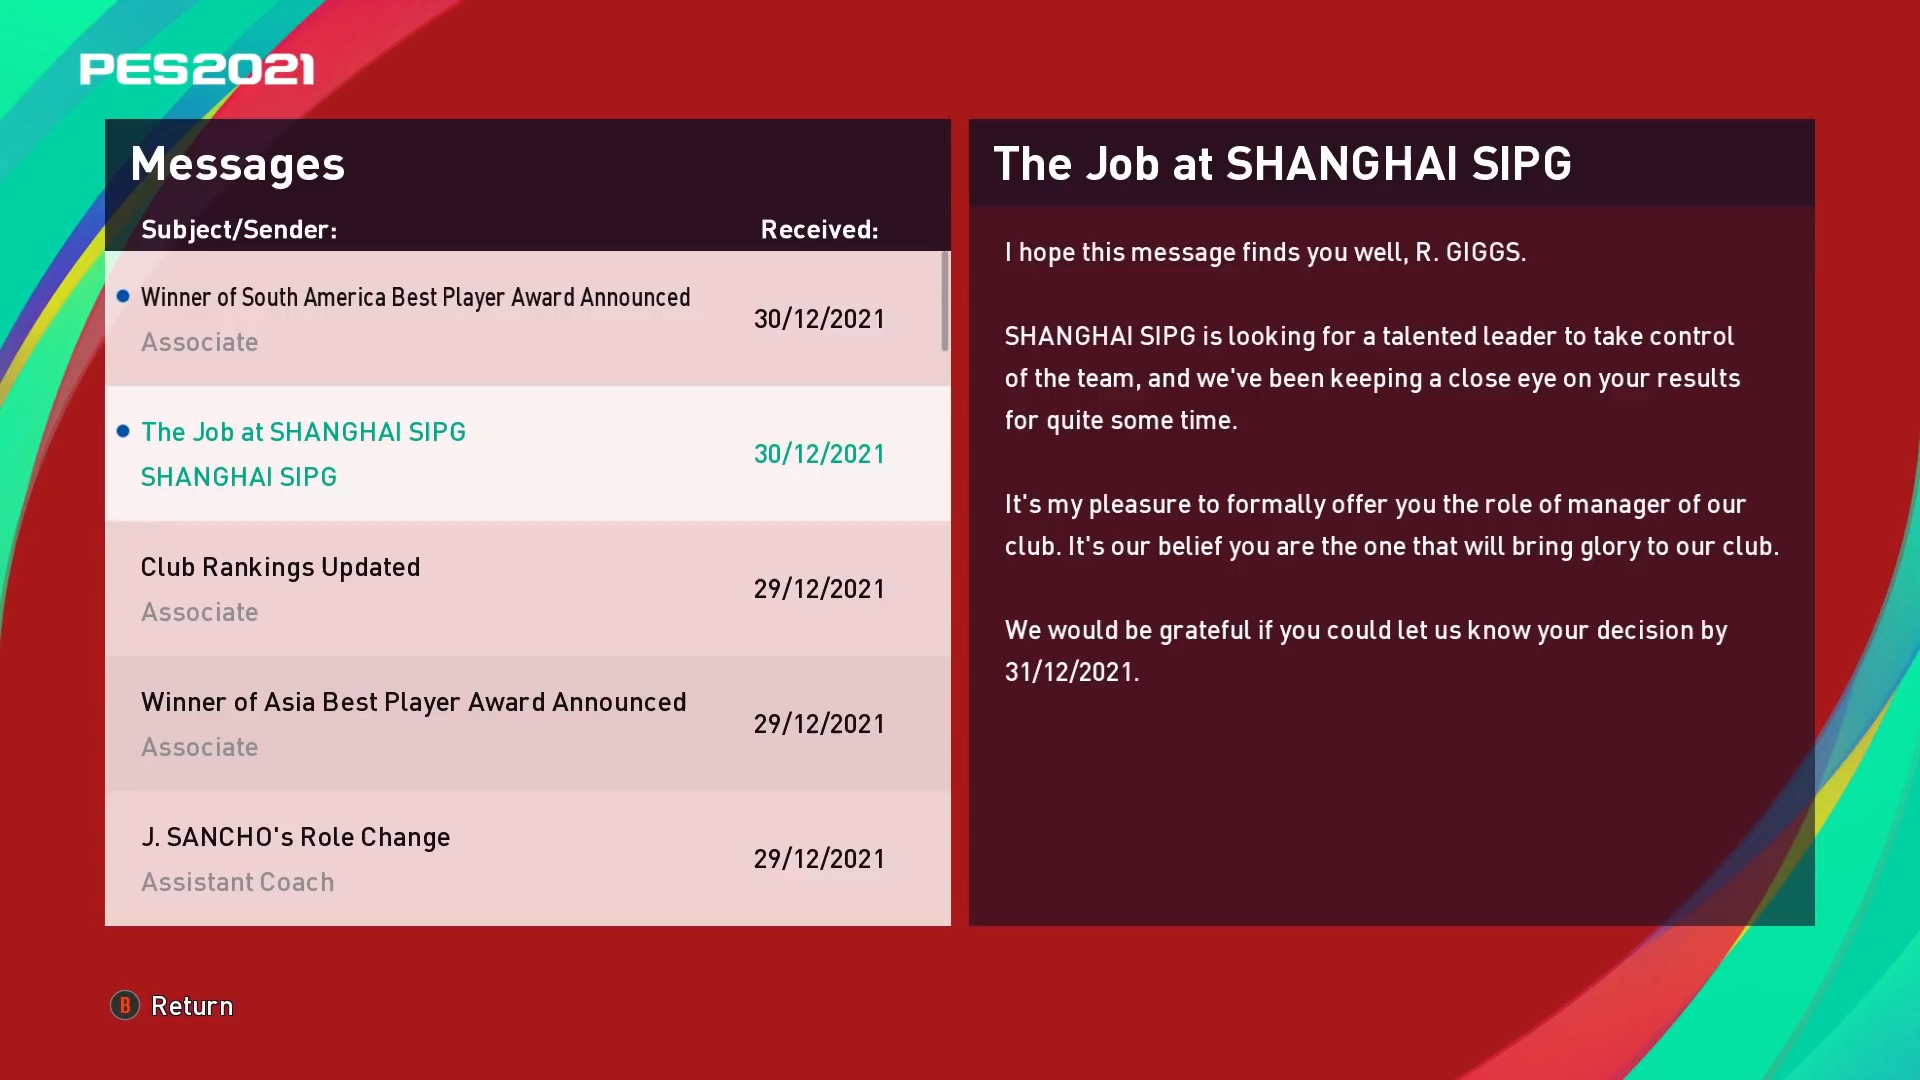 PES2021
Messages
Subject/Sender: Received:
Winner of South America Best Player Award Announced
Associate
30/12/2021
The Job at SHANGHAI SIPG
SHANGHAI SIPG
30/12/2021
Club Rankings Updated
Associate
29/12/2021
Winner of Asia Best Player Award Announced
Associate
29/12/2021
J. SANCHO's Role Change
Assistant Coach
29/12/2021
The Job at SHANGHAI SIPG
I hope this message finds you well, R. GIGGS.
SHANGHAI SIPG is looking for a talented leader to take control
of the team, and we've been keeping a close eye on your results
for quite some time.
It's my pleasure to formally offer you the role of manager of our
club. It's our belief you are the one that will bring glory to our club.
We would be grateful if you could let us know your decision by
31/12/2021.
B Return